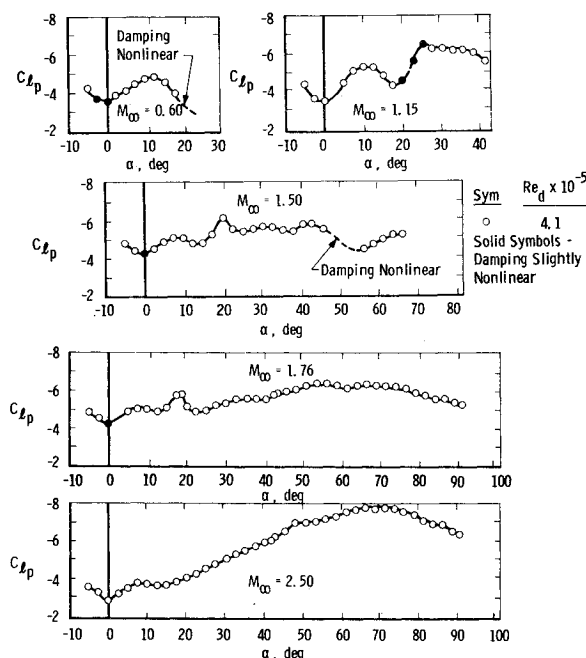 -8
-6
-4
-2
C_ℓp
Damping
Nonlinear
M∞ = 0.60
-10 0 10 20 30
α, deg
-8
-6
-4
-2
M∞ = 1.15
-10 0 10 20 30 40
α, deg
-8
-6
-4
-2
C_ℓp
M∞ = 1.50
Damping Nonlinear
-10 0 10 20 30 40 50 60 70 80
α, deg
Sym Re_d x 10^-5
○ 4.1
Solid Symbols -
Damping Slightly
Nonlinear
-8
-6
-4
-2
C_ℓp
M∞ = 1.76
-10 0 10 20 30 40 50 60 70 80 90 100
α, deg
-8
-6
-4
-2
C_ℓp
M∞ = 2.50
-10 0 10 20 30 40 50 60 70 80 90 100
α, deg